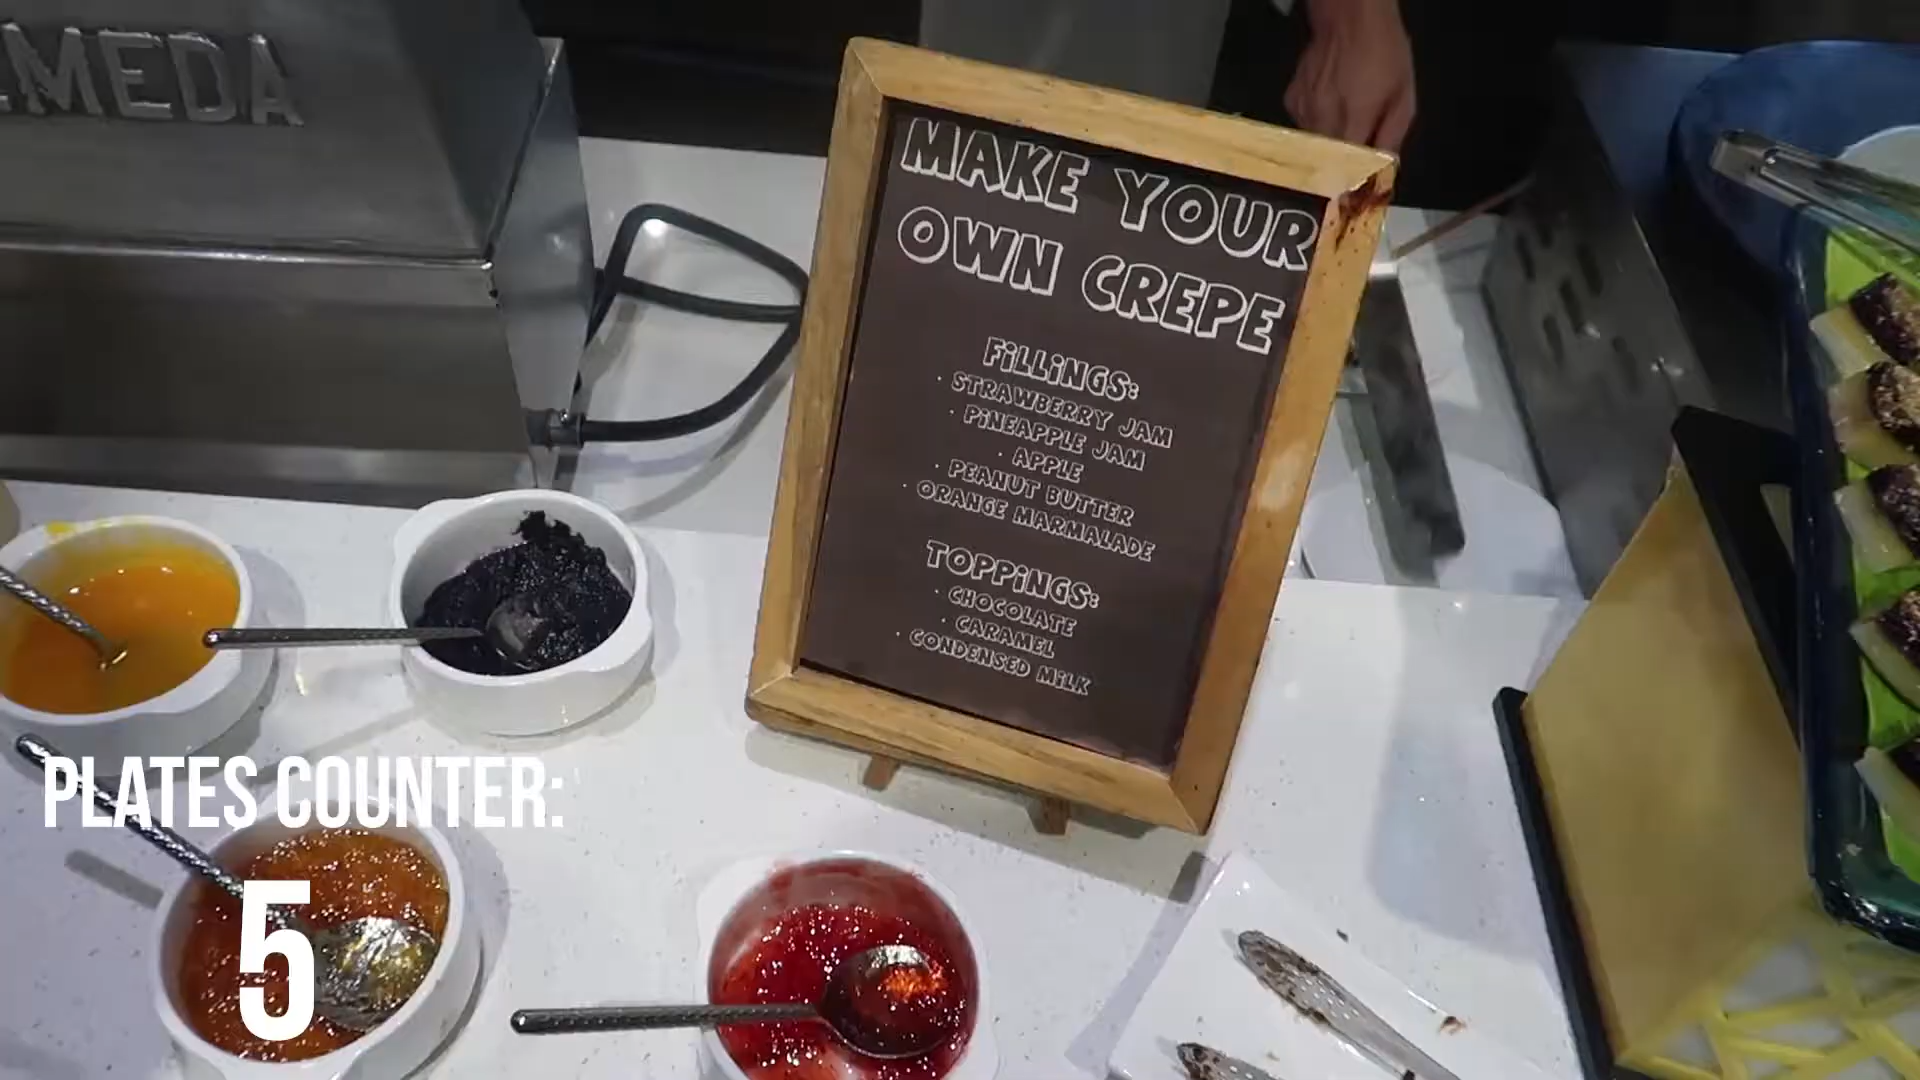 MEDA
MAKE YOUR
OWN CREPE
FILLINGS:
· STRAWBERRY JAM
· PINEAPPLE JAM
· APPLE
· PEANUT BUTTER
· ORANGE MARMALADE
TOPPINGS:
· CHOCOLATE
· CARAMEL
· CONDENSED MILK
PLATES COUNTER:
5